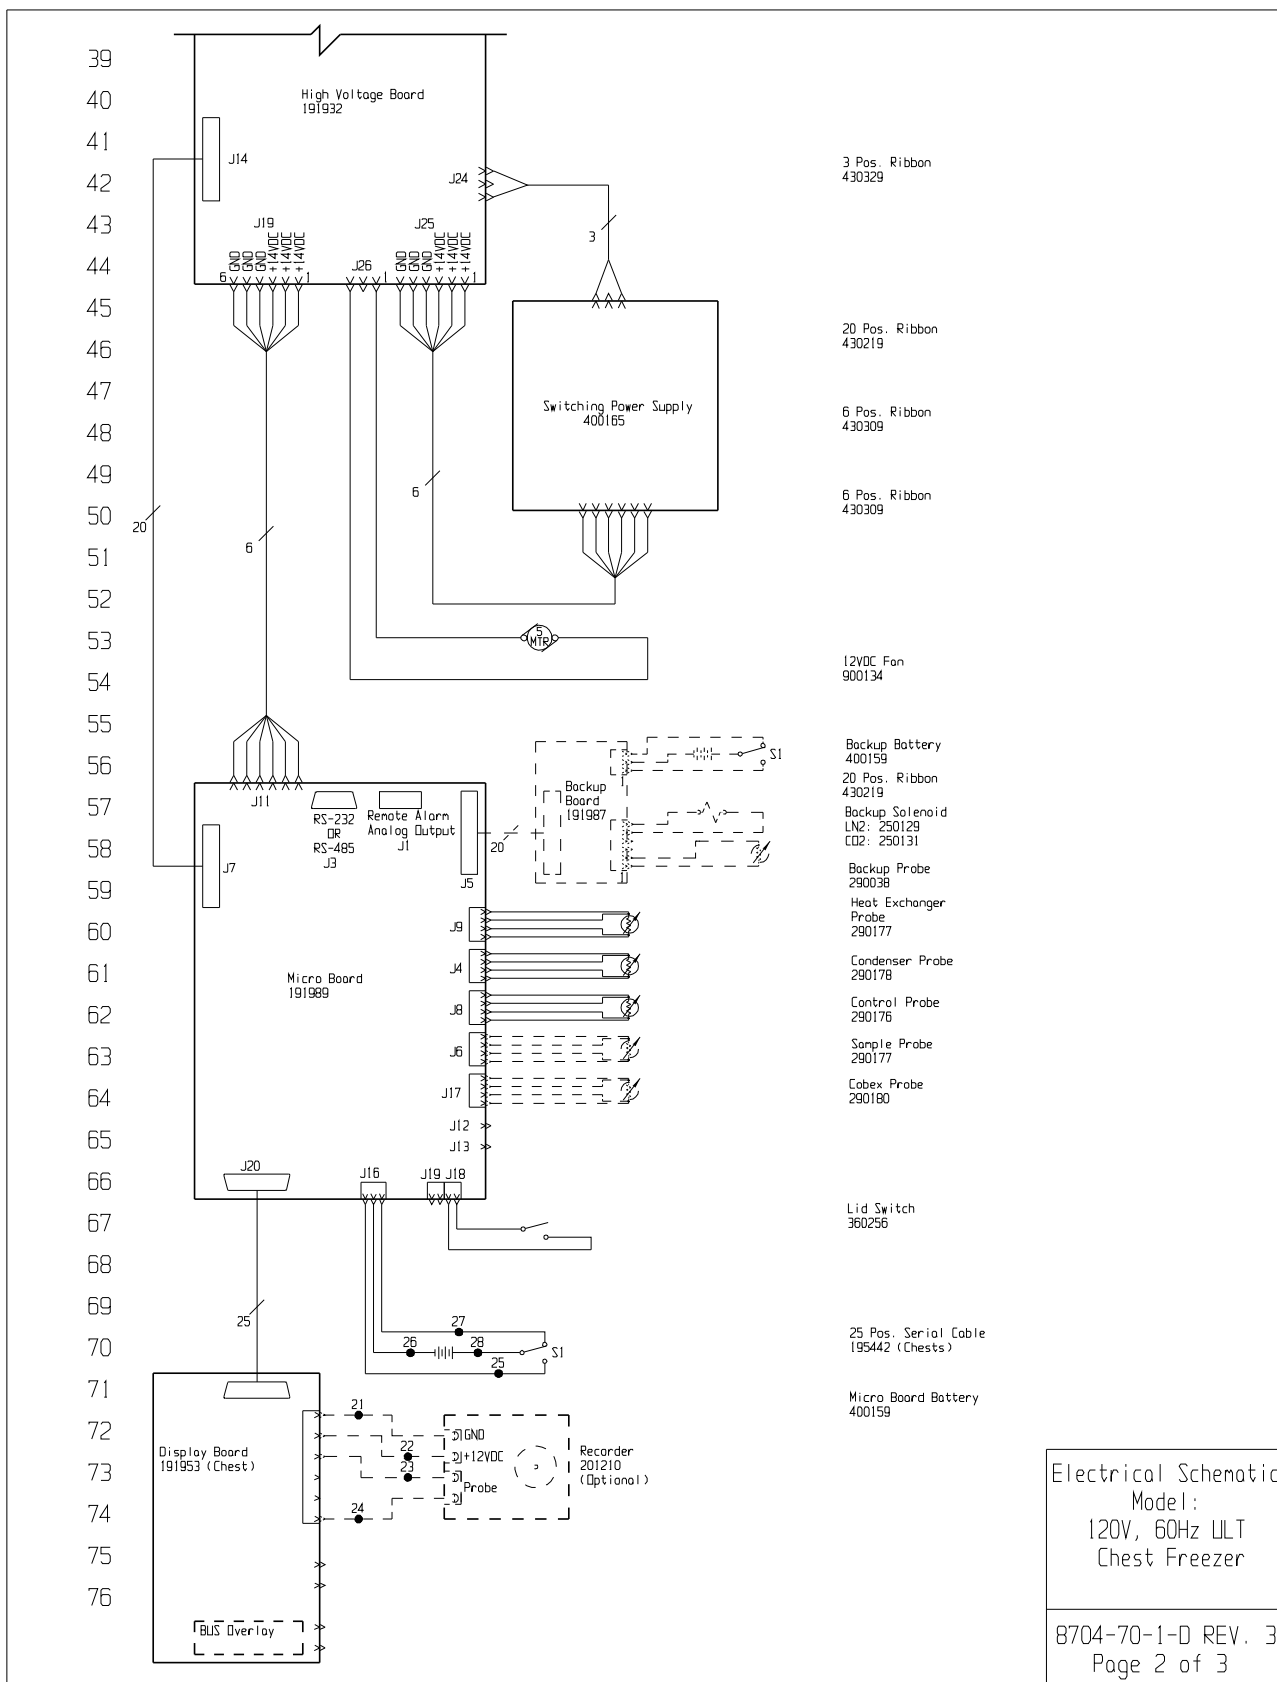 39
40
41
42
43
44
45
46
47
48
49
50
51
52
53
54
55
56
57
58
59
60
61
62
63
64
65
66
67
68
69
70
71
72
73
74
75
76
High Voltage Board
191932
J14
J24
J19
GND
GND
GND
+14VDC
+14VDC
+14VDC
6
1
J26
1
J25
GND
GND
GND
+14VDC
+14VDC
+14VDC
1
3
Switching Power Supply
400165
6
20
6
5
MTR
J11
RS-232
OR
RS-485
J3
Remote Alarm
Analog Output
J1
J5
J7
20
Backup
Board
191987
1
1
S1
Micro Board
191989
J9
J4
J8
J6
J17
J12
J13
J20
J16
J19
J18
25
27
26
28
S1
25
Display Board
191953 (Chest)
21
22
23
24
GND
+12VDC
Probe
Recorder
201210
(Optional)
BUS Overlay
3 Pos. Ribbon
430329
20 Pos. Ribbon
430219
6 Pos. Ribbon
430309
6 Pos. Ribbon
430309
12VDC Fan
900134
Backup Battery
400159
20 Pos. Ribbon
430219
Backup Solenoid
LN2: 250129
CO2: 250131
Backup Probe
290038
Heat Exchanger
Probe
290177
Condenser Probe
290178
Control Probe
290176
Sample Probe
290177
Cobex Probe
290180
Lid Switch
360256
25 Pos. Serial Cable
195442 (Chests)
Micro Board Battery
400159
Electrical Schematic
Model:
120V, 60Hz ULT
Chest Freezer
8704-70-1-D REV. 3
Page 2 of 3